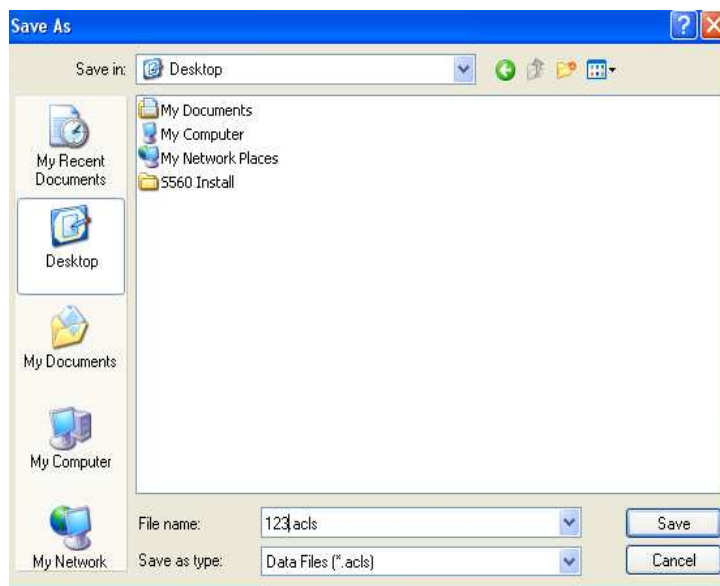 Save As
Save in:
Desktop
My Recent
Documents
Desktop
My Documents
My Computer
My Network
My Documents
My Computer
My Network Places
S560 Install
File name:
123.acls
Save
Save as type:
Data Files (*.acls)
Cancel